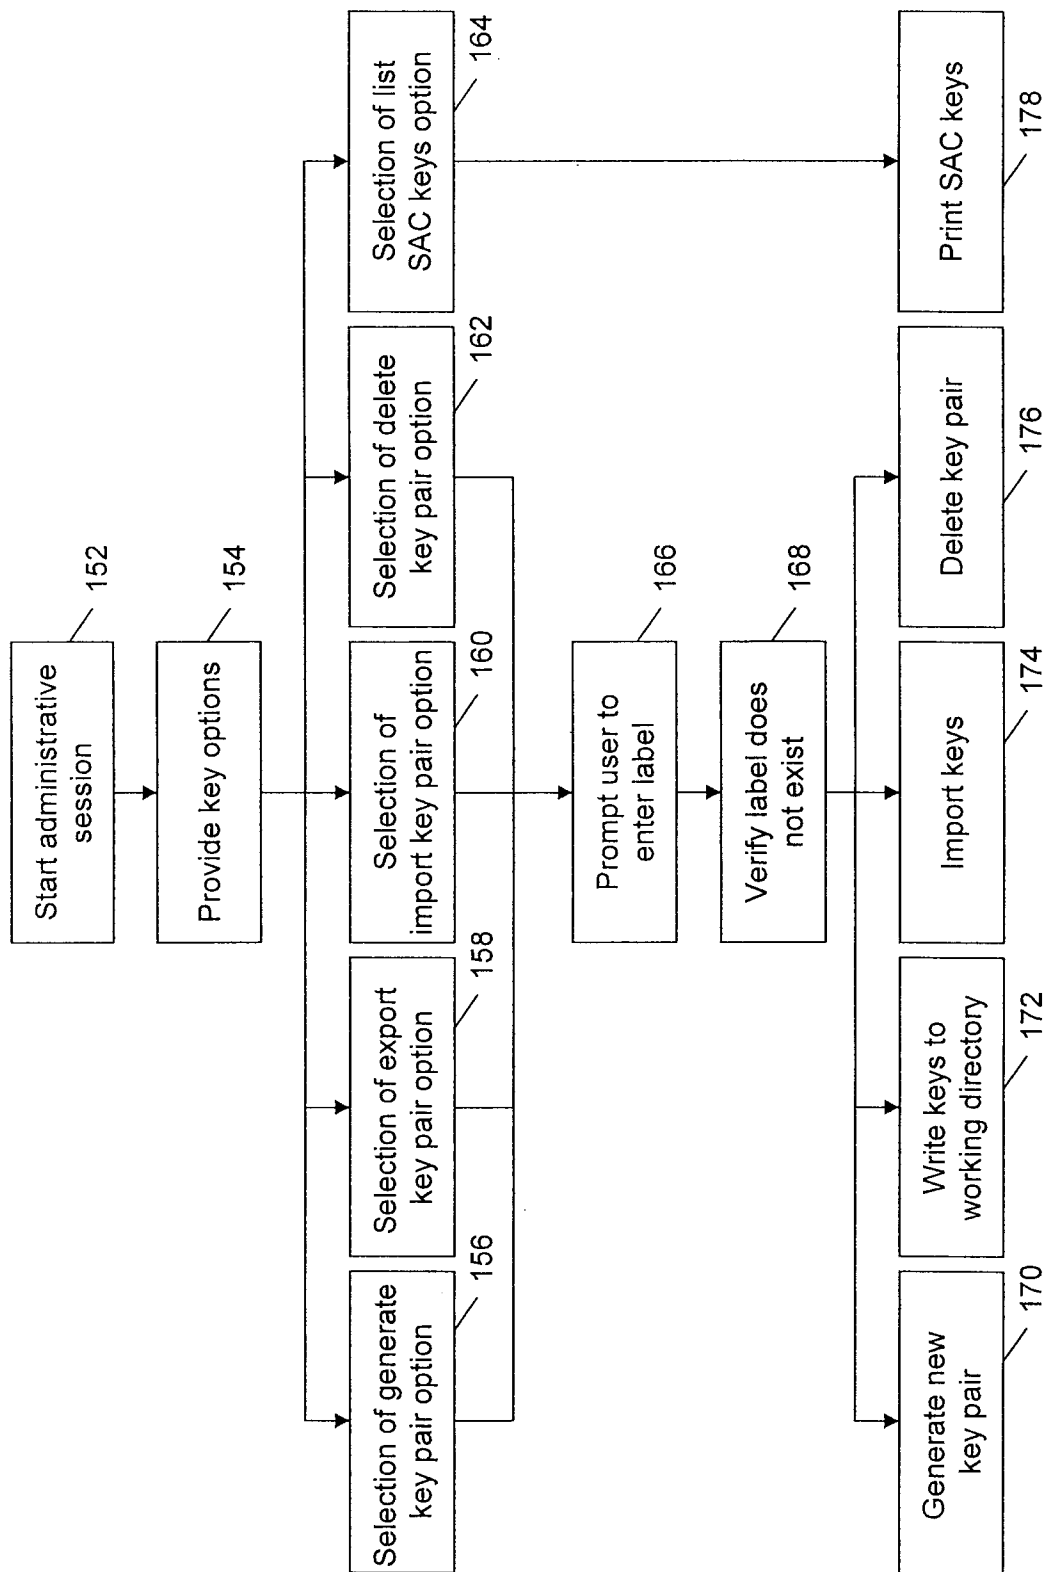 Start administrative
session
152
Provide key options
154
Selection of generate
key pair option
156
Selection of export
key pair option
158
Selection of
import key pair option
160
Selection of delete
key pair option
162
Selection of list
SAC keys option
164
Prompt user to
enter label
166
Verify label does
not exist
168
Generate new
key pair
170
Write keys to
working directory
172
Import keys
174
Delete key pair
176
Print SAC keys
178